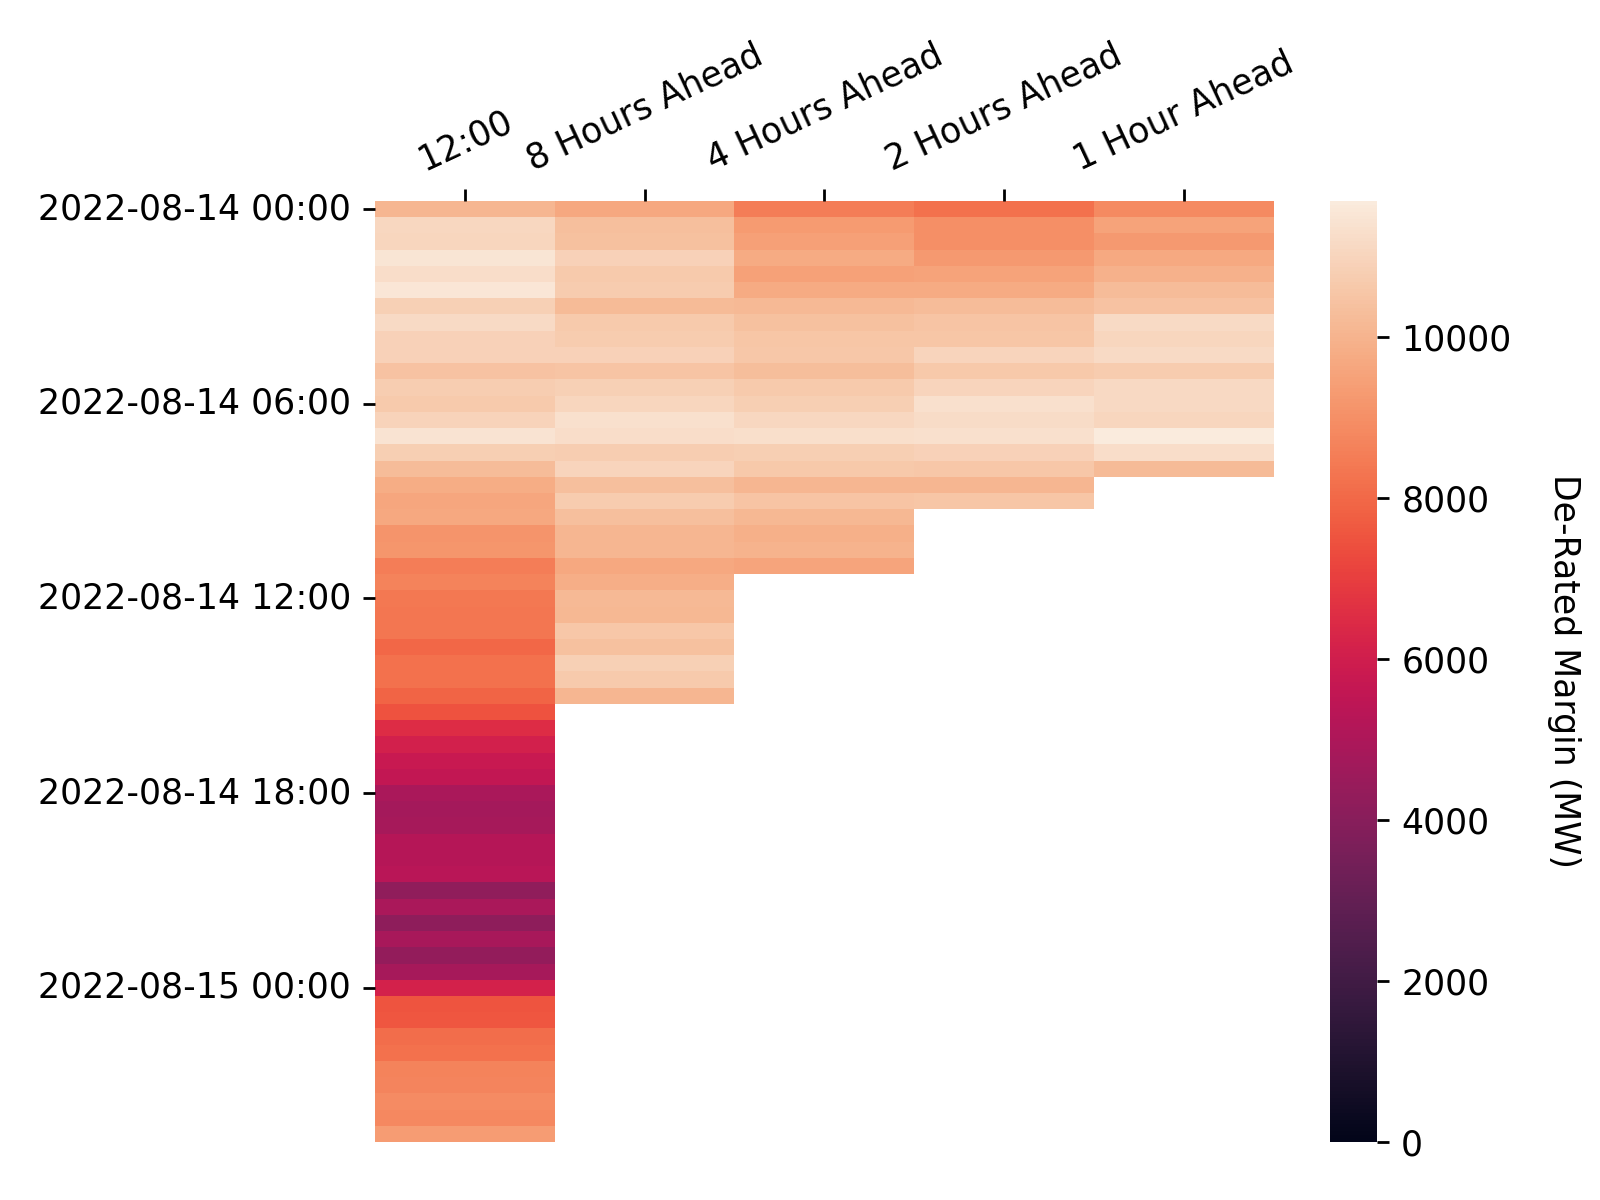 12:00
8 Hours Ahead
4 Hours Ahead
2 Hours Ahead
1 Hour Ahead
2022-08-14 00:00
2022-08-14 06:00
2022-08-14 12:00
2022-08-14 18:00
2022-08-15 00:00
10000
8000
6000
4000
2000
0
De-Rated Margin (MW)